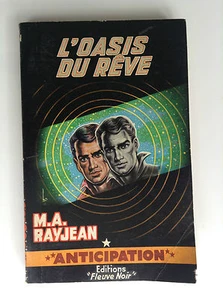 L'OASIS
DU RÊVE
M.A.
RAYJEAN
"ANTICIPATION"
Editions
"Fleuve Noir"